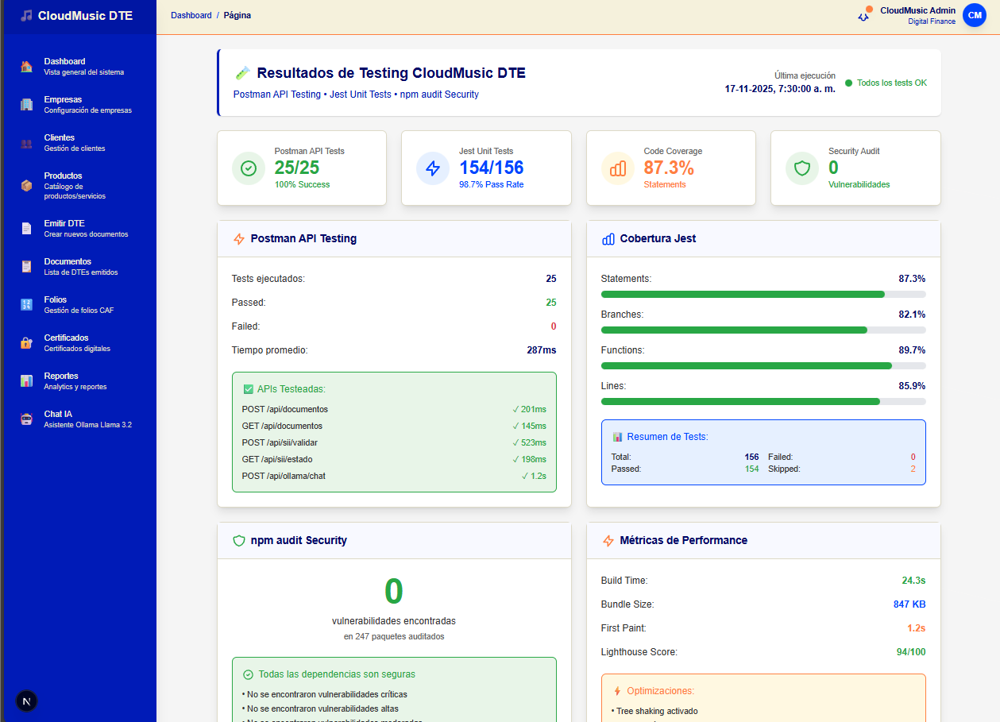 CloudMusic DTE
Dashboard / Página
CloudMusic Admin
Digital Finance
CM
Dashboard
Vista general del sistema
Empresas
Configuración de empresas
Clientes
Gestión de clientes
Productos
Catálogo de
productos/servicios
Emitir DTE
Crear nuevos documentos
Documentos
Lista de DTEs emitidos
Folios
Gestión de folios CAF
Certificados
Certificados digitales
Reportes
Analytics y reportes
Chat IA
Asistente Ollama Llama 3.2
N
Resultados de Testing CloudMusic DTE
Postman API Testing • Jest Unit Tests • npm audit Security
Última ejecución
17-11-2025, 7:30:00 a. m.
Todos los tests OK
Postman API Tests
25/25
100% Success
Jest Unit Tests
154/156
98.7% Pass Rate
Code Coverage
87.3%
Statements
Security Audit
0
Vulnerabilidades
Postman API Testing
Tests ejecutados: 25
Passed: 25
Failed: 0
Tiempo promedio: 287ms
✅ APIs Testeadas:
POST /api/documentos ✓ 201ms
GET /api/documentos ✓ 145ms
POST /api/sii/validar ✓ 523ms
GET /api/sii/estado ✓ 198ms
POST /api/ollama/chat ✓ 1.2s
Cobertura Jest
Statements: 87.3%
Branches: 82.1%
Functions: 89.7%
Lines: 85.9%
Resumen de Tests:
Total: 156 Failed: 0
Passed: 154 Skipped: 2
npm audit Security
0
vulnerabilidades encontradas
en 247 paquetes auditados
Todas las dependencias son seguras
• No se encontraron vulnerabilidades críticas
• No se encontraron vulnerabilidades altas
• No se encontraron vulnerabilidades moderadas
Métricas de Performance
Build Time: 24.3s
Bundle Size: 847 KB
First Paint: 1.2s
Lighthouse Score: 94/100
Optimizaciones:
• Tree shaking activado